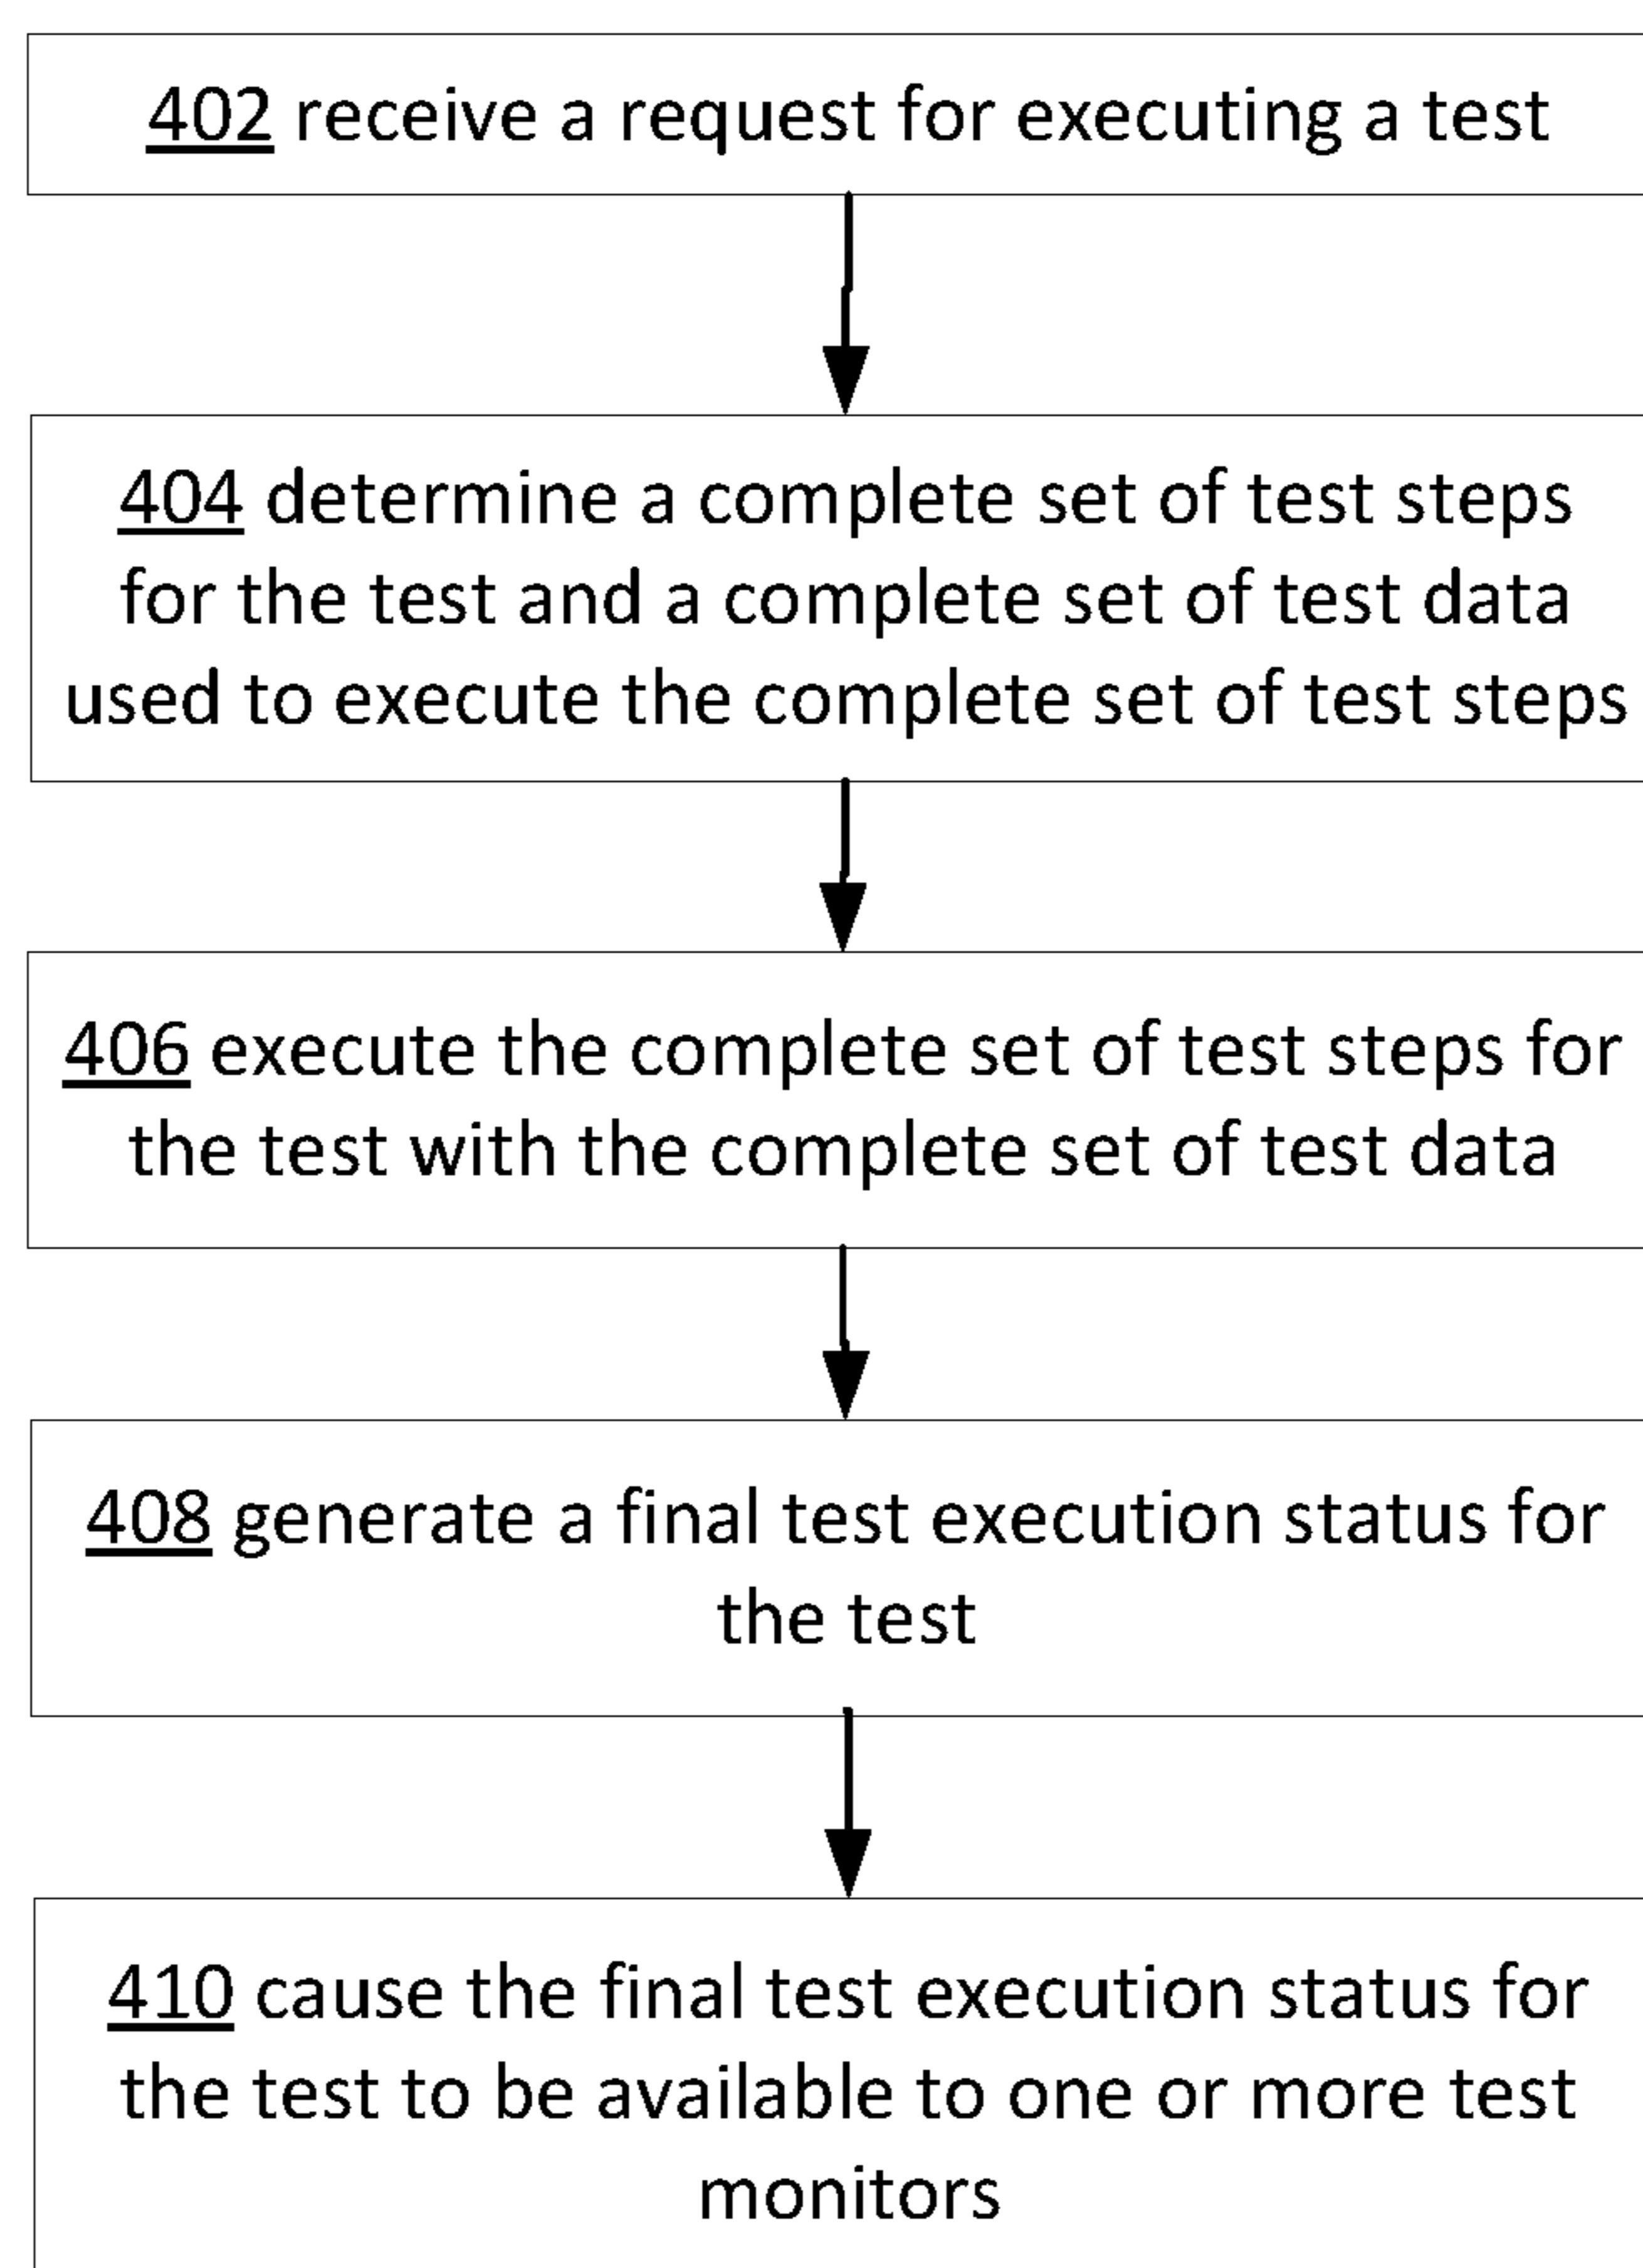 402 receive a request for executing a test
404 determine a complete set of test steps
for the test and a complete set of test data
used to execute the complete set of test steps
406 execute the complete set of test steps for
the test with the complete set of test data
408 generate a final test execution status for
the test
410 cause the final test execution status for
the test to be available to one or more test
monitors